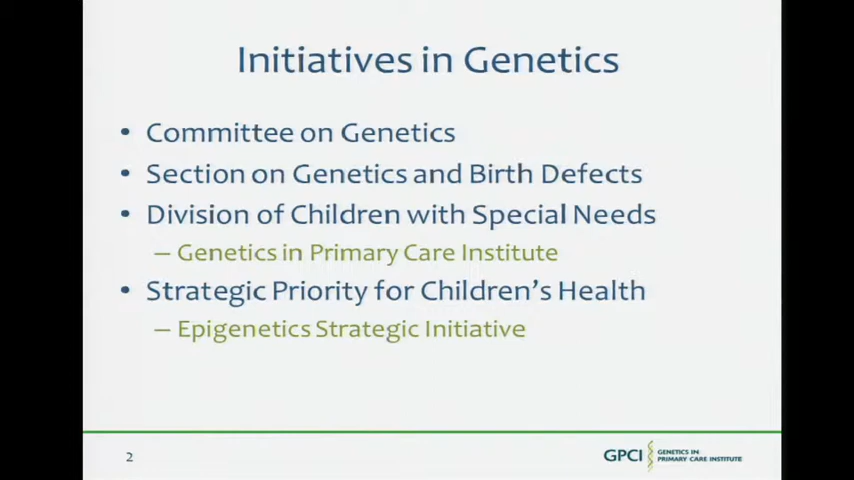 Initiatives in Genetics
• Committee on Genetics
• Section on Genetics and Birth Defects
• Division of Children with Special Needs
– Genetics in Primary Care Institute
• Strategic Priority for Children's Health
– Epigenetics Strategic Initiative
2
GPCI
GENETICS IN
PRIMARY CARE INSTITUTE